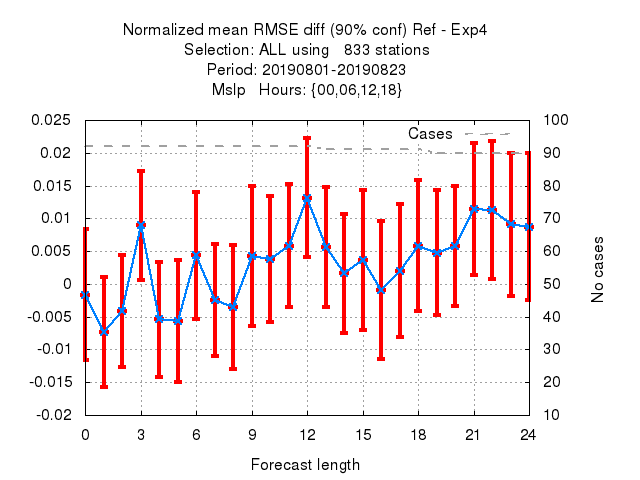 Normalized mean RMSE diff (90% conf) Ref - Exp4
Selection: ALL using   833 stations
Period: 20190801-20190823
Mslp   Hours: {00,06,12,18}
Cases
0.025
0.02
0.015
0.01
0.005
0
-0.005
-0.01
-0.015
-0.02
100
90
80
70
60
50
40
30
20
10
No cases
0 3 6 9 12 15 18 21 24
Forecast length